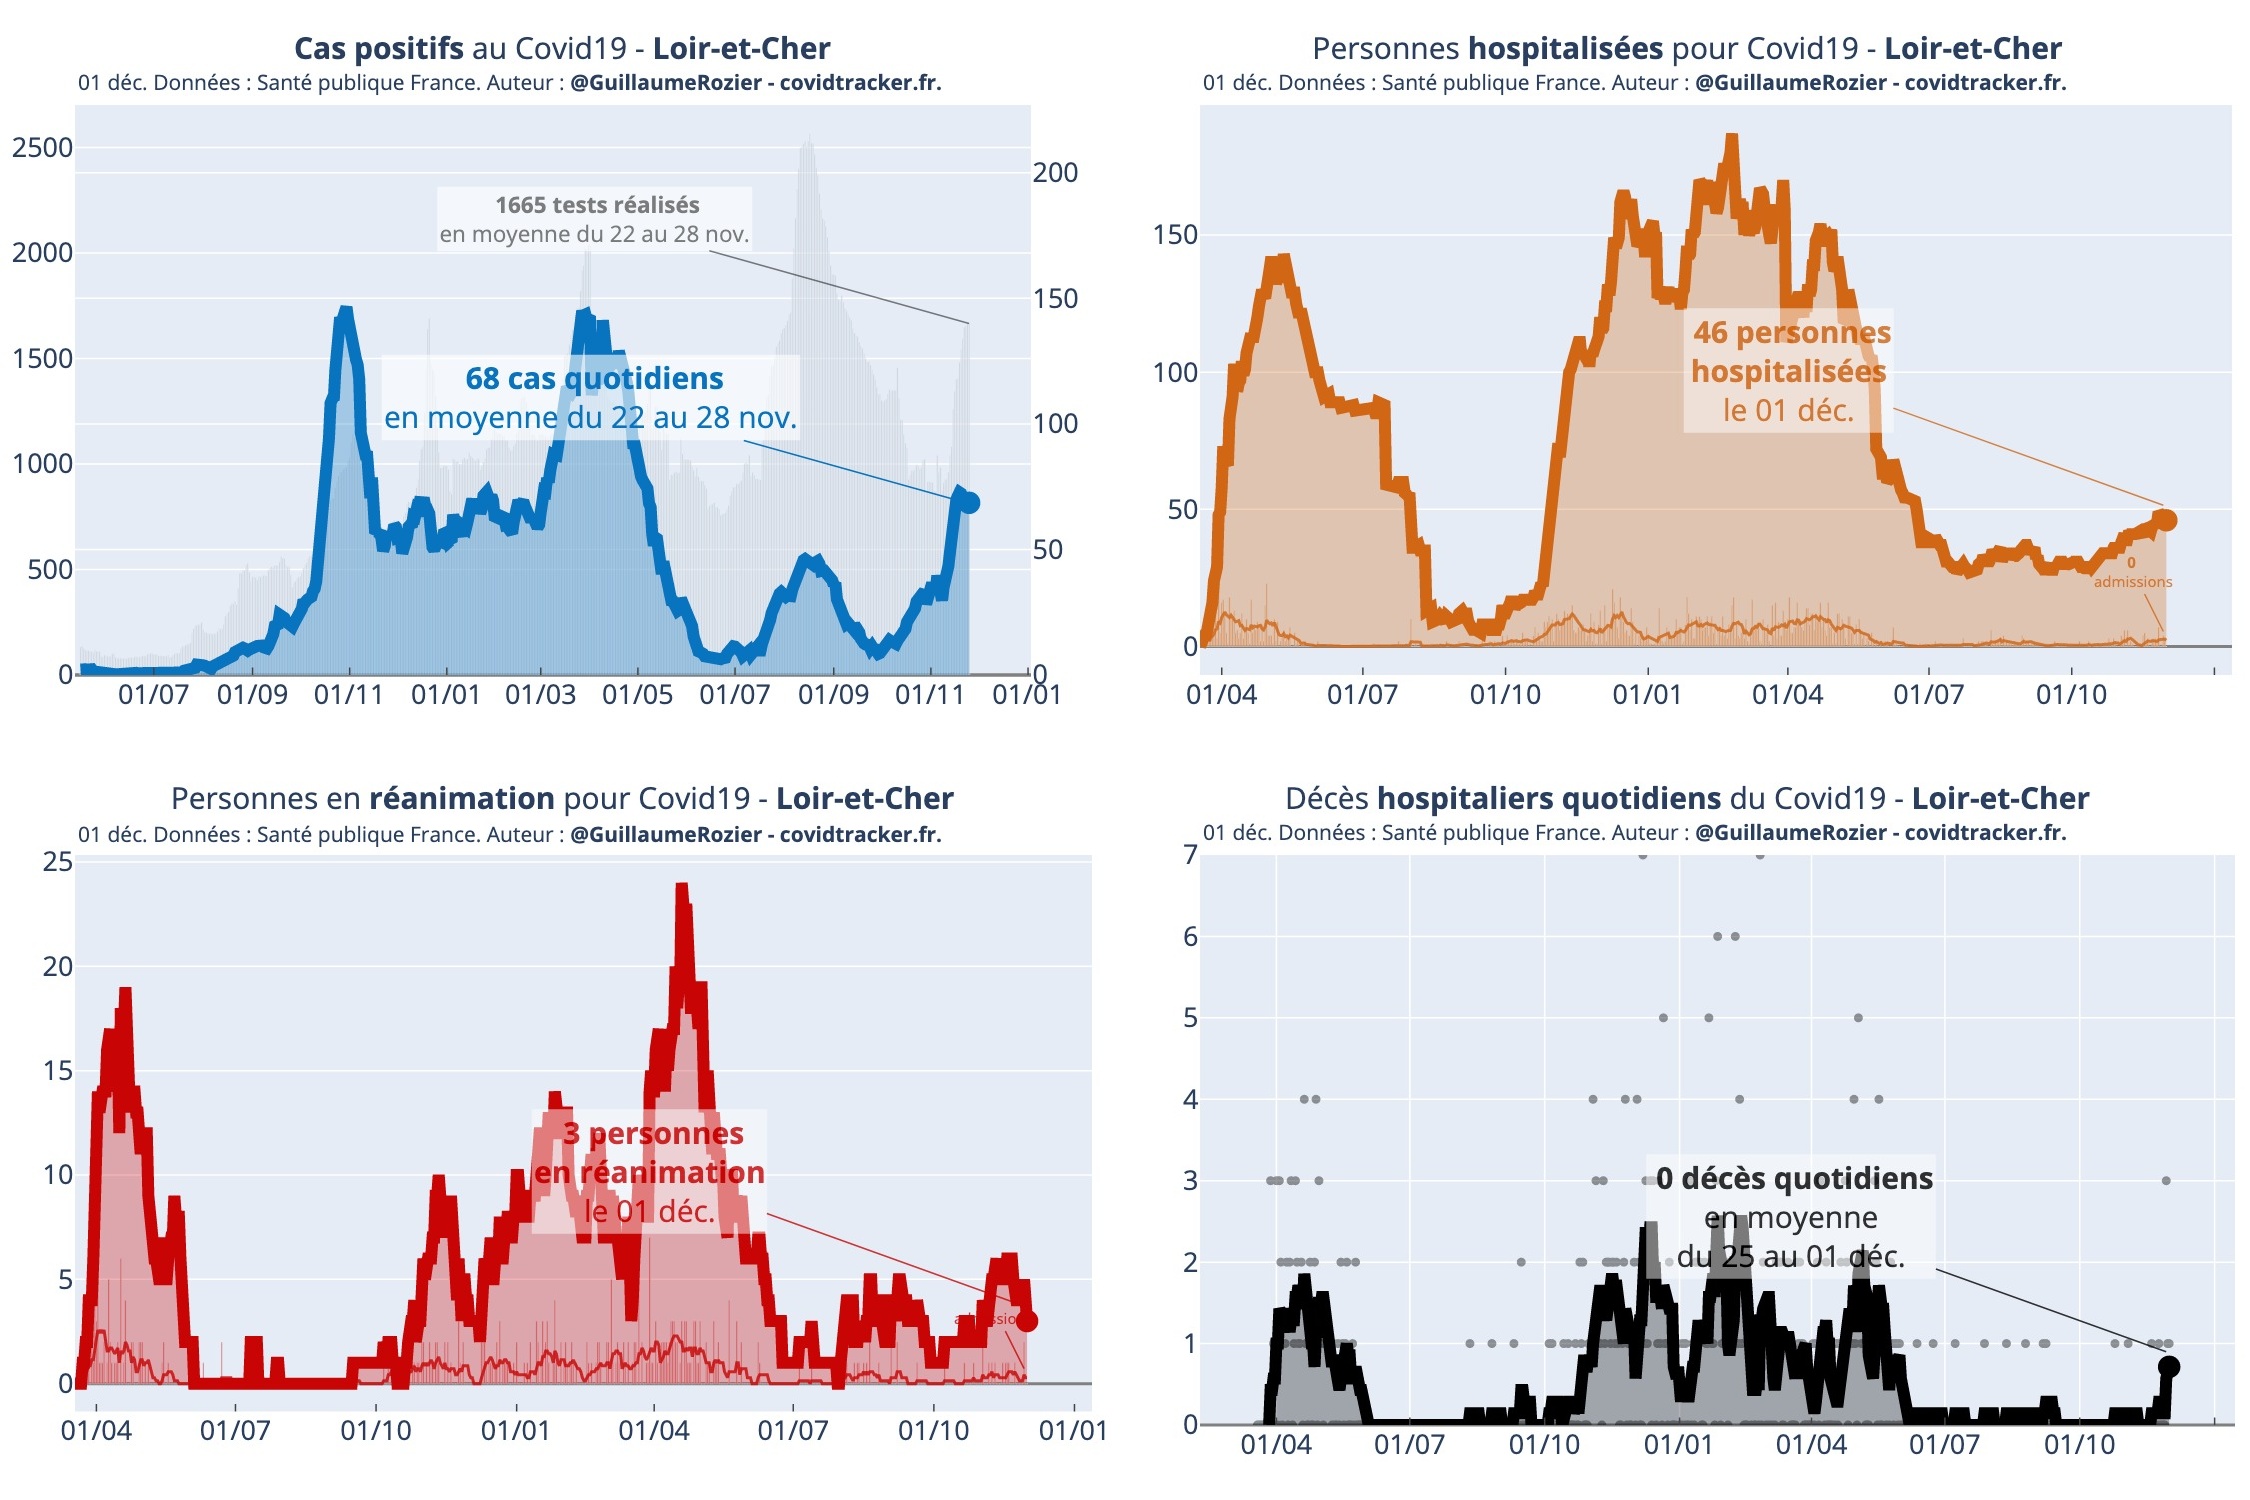 Cas positifs au Covid19 - Loir-et-Cher
01 déc. Données : Santé publique France. Auteur : @GuillaumeRozier - covidtracker.fr.
2500
2000
1500
1000
500
0
200
150
100
50
0
1665 tests réalisés
en moyenne du 22 au 28 nov.
68 cas quotidiens
en moyenne du 22 au 28 nov.
01/07 01/09 01/11 01/01 01/03 01/05 01/07 01/09 01/11 01/01
Personnes hospitalisées pour Covid19 - Loir-et-Cher
01 déc. Données : Santé publique France. Auteur : @GuillaumeRozier - covidtracker.fr.
150
100
50
0
46 personnes
hospitalisées
le 01 déc.
0
admissions
01/04 01/07 01/10 01/01 01/04 01/07 01/10
Personnes en réanimation pour Covid19 - Loir-et-Cher
01 déc. Données : Santé publique France. Auteur : @GuillaumeRozier - covidtracker.fr.
25
20
15
10
5
0
3 personnes
en réanimation
le 01 déc.
01/04 01/07 01/10 01/01 01/04 01/07 01/10 01/01
Décès hospitaliers quotidiens du Covid19 - Loir-et-Cher
01 déc. Données : Santé publique France. Auteur : @GuillaumeRozier - covidtracker.fr.
7
6
5
4
3
2
1
0
0 décès quotidiens
en moyenne
du 25 au 01 déc.
01/04 01/07 01/10 01/01 01/04 01/07 01/10